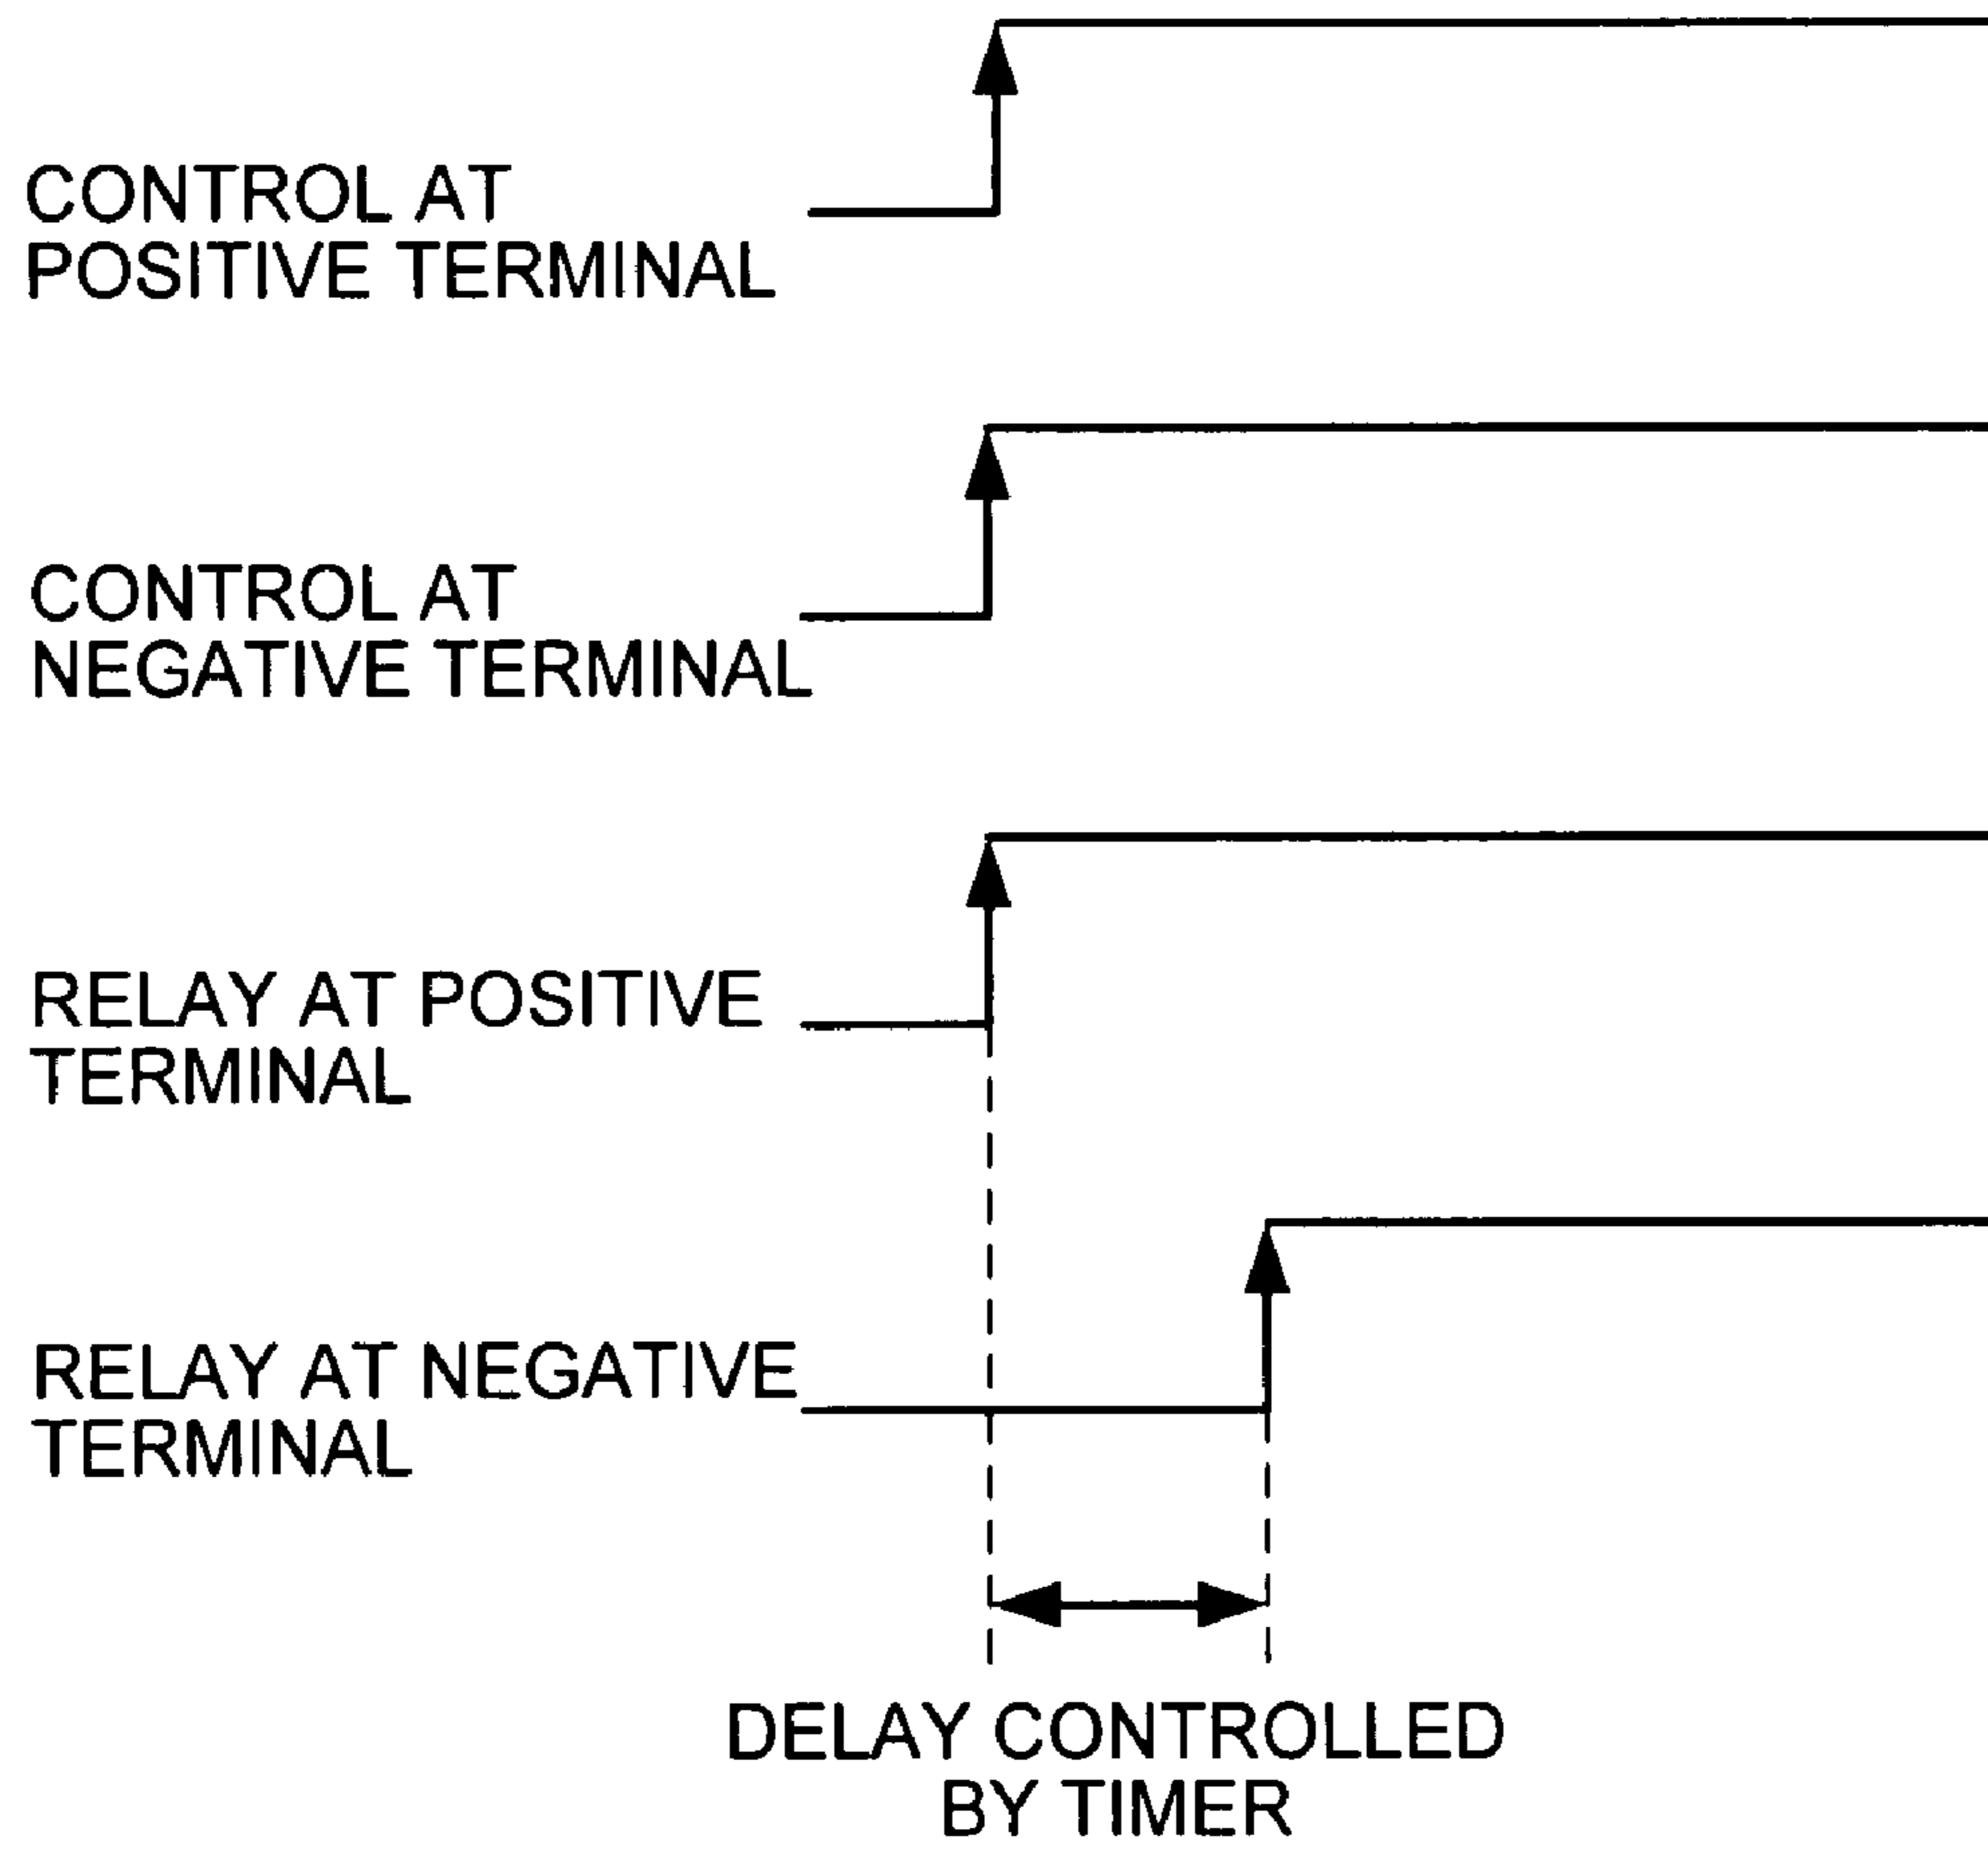 CONTROL AT
POSITIVE TERMINAL
CONTROL AT
NEGATIVE TERMINAL
RELAY AT POSITIVE
TERMINAL
RELAY AT NEGATIVE
TERMINAL
DELAY CONTROLLED
BY TIMER